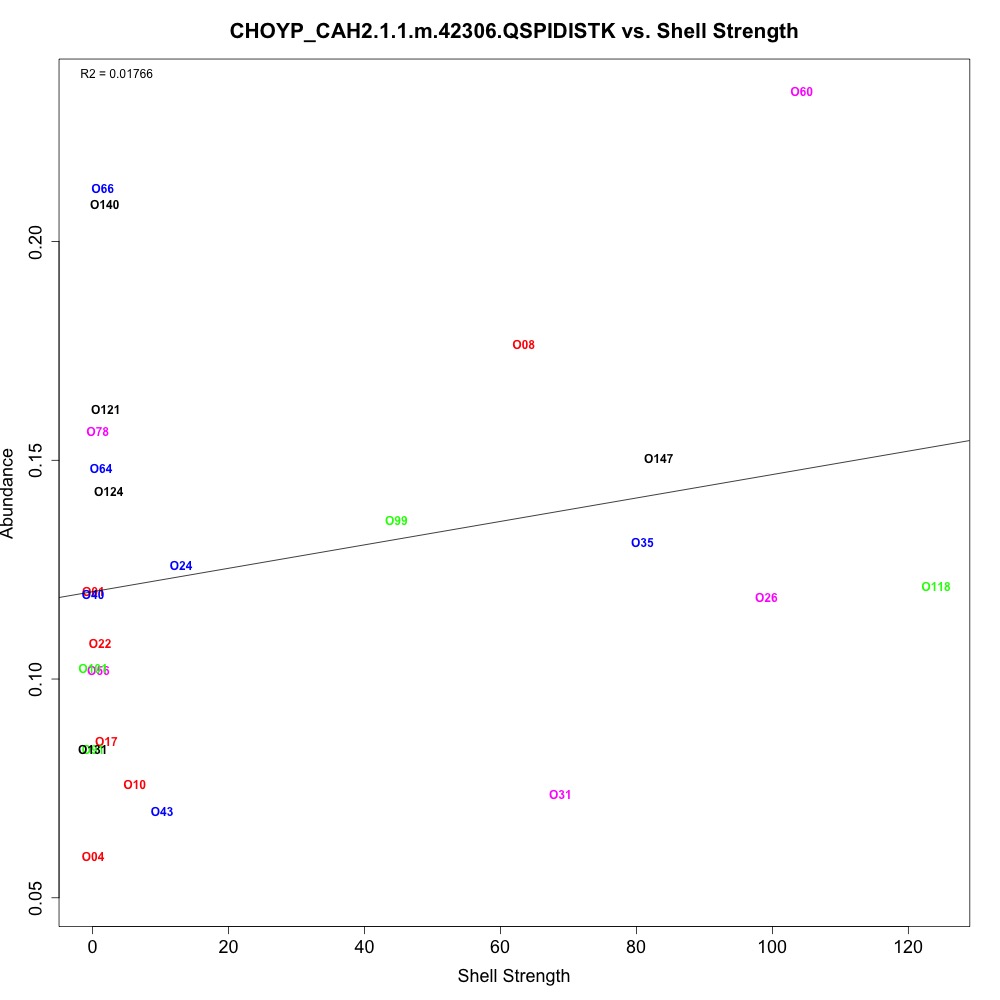 CHOYP_CAH2.1.1.m.42306.QSPIDISTK vs. Shell Strength
R2 = 0.01766
O60
O66
O140
0.20
O08
O121
O78
Abundance
0.15
O147
O64
O124
O99
O35
O24
O118
O40
O26
O22
O56
0.10
O17
O131
O10
O31
O43
O04
0.05
0 20 40 60 80 100 120
Shell Strength